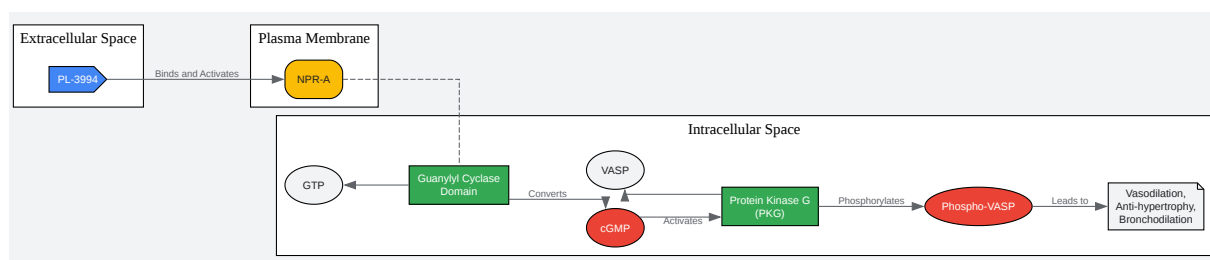 Extracellular Space
PL-3994
Binds and Activates
Plasma Membrane
NPR-A
Intracellular Space
GTP
Guanylyl Cyclase
Domain
Converts
VASP
cGMP
Activates
Protein Kinase G
(PKG)
Phosphorylates
Phospho-VASP
Leads to
Vasodilation,
Anti-hypertrophy,
Bronchodilation